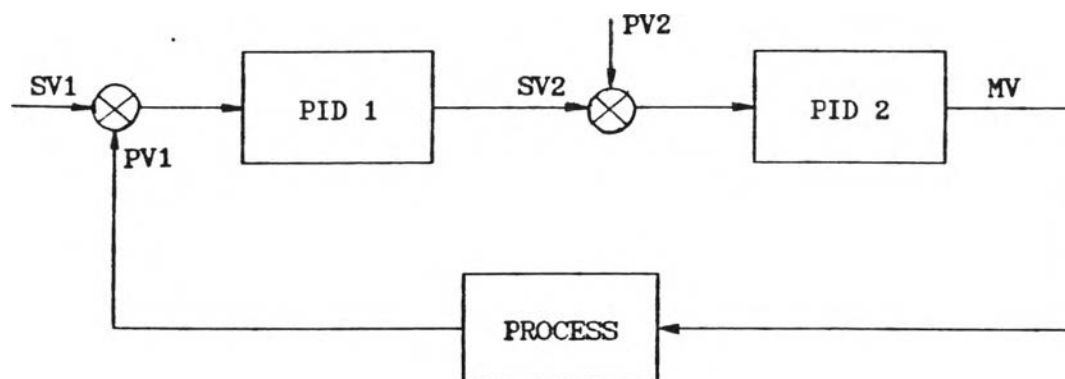 PV2
SV1
PID 1
SV2
PID 2
MV
PV1
PROCESS